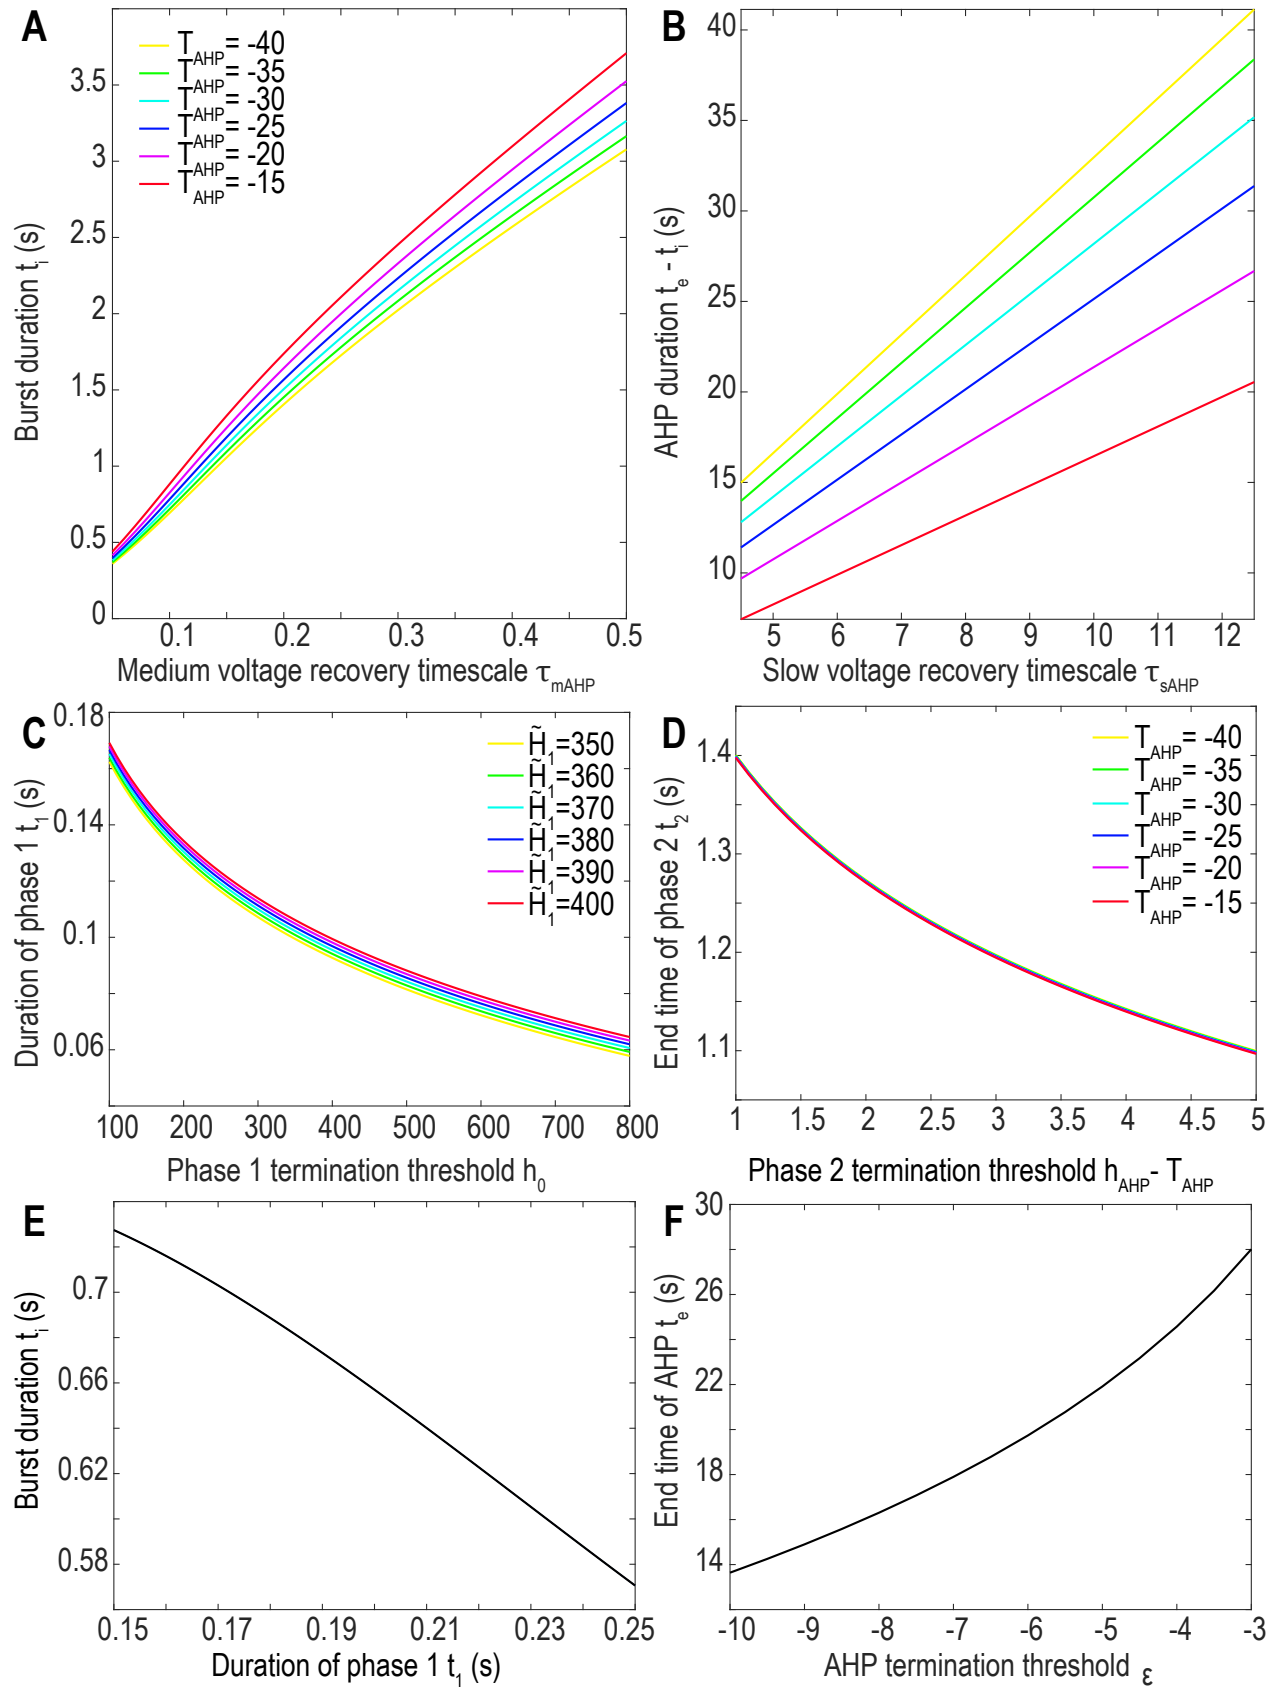 A
T_AHP = -40
T_AHP = -35
T_AHP = -30
T_AHP = -25
T_AHP = -20
T_AHP = -15
3.5
3
2.5
2
1.5
1
0.5
0
0.1 0.2 0.3 0.4 0.5
Burst duration t_i (s)
Medium voltage recovery timescale τ_mAHP
B
40
35
30
25
20
15
10
5 6 7 8 9 10 11 12
AHP duration t_e - t_i (s)
Slow voltage recovery timescale τ_sAHP
C
H̃_1=350
H̃_1=360
H̃_1=370
H̃_1=380
H̃_1=390
H̃_1=400
0.18
0.14
0.1
0.06
100 200 300 400 500 600 700 800
Duration of phase 1 t_1 (s)
Phase 1 termination threshold h_0
D
T_AHP = -40
T_AHP = -35
T_AHP = -30
T_AHP = -25
T_AHP = -20
T_AHP = -15
1.4
1.3
1.2
1.1
1 1.5 2 2.5 3 3.5 4 4.5 5
End time of phase 2 t_2 (s)
Phase 2 termination threshold h_AHP - T_AHP
E
0.7
0.66
0.62
0.58
0.15 0.17 0.19 0.21 0.23 0.25
Burst duration t_i (s)
Duration of phase 1 t_1 (s)
F
30
26
22
18
14
-10 -9 -8 -7 -6 -5 -4 -3
End time of AHP t_e (s)
AHP termination threshold ε